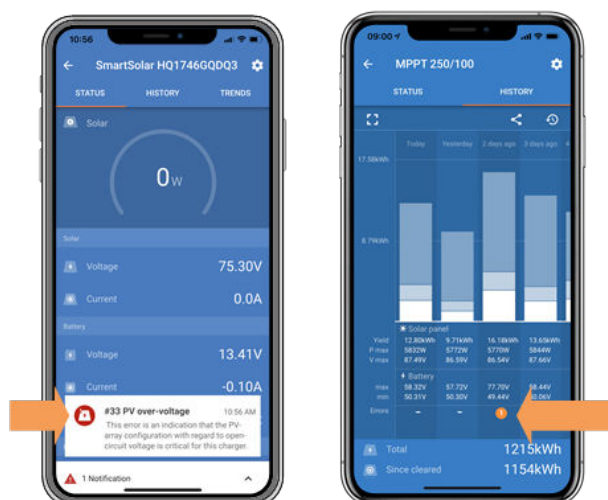 10:56
SmartSolar HQ1746GQDQ3
STATUS HISTORY TRENDS
Solar
0W
Solar
Voltage 75.30V
Current 0.0A
Battery
Voltage 13.41V
Current -0.10A
#33 PV over-voltage 10:56 AM
This error is an indication that the PV-
array configuration with regard to open-
circuit voltage is critical for this charger.
1 Notification
09:00
MPPT 250/100
STATUS HISTORY
Today Yesterday 2 days ago 3 days ago 4
17.58kWh
8.79kWh
Solar panel
Yield 12.80kWh 9.71kWh 16.18kWh 13.65kWh
P max 5832W 5772W 5770W 5844W
V max 87.49V 86.59V 86.54V 87.66V
Battery
max 58.32V 57.72V 77.70V 58.44V
min 50.31V 50.30V 49.44V
Errors – –
Total 1215kWh
Since cleared 1154kWh